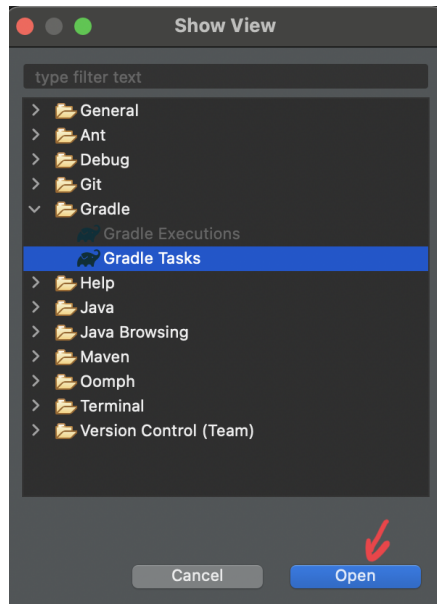 Show View
type filter text
General
Ant
Debug
Git
Gradle
Gradle Executions
Gradle Tasks
Help
Java
Java Browsing
Maven
Oomph
Terminal
Version Control (Team)
Cancel
Open